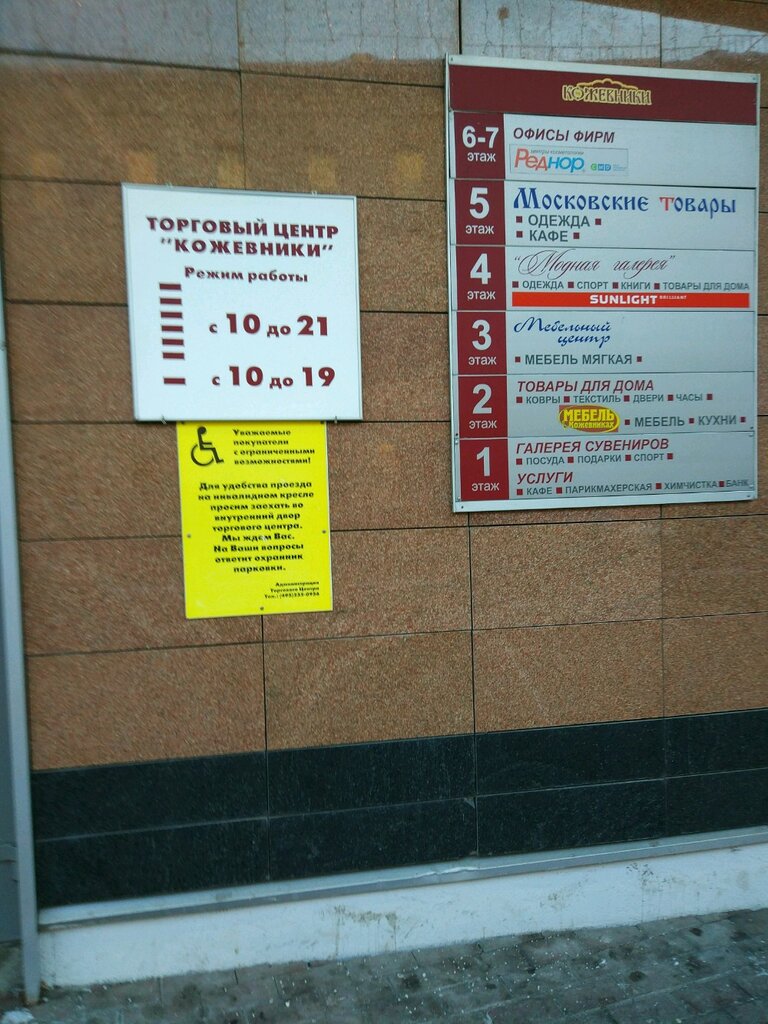 ТОРГОВЫЙ ЦЕНТР
"КОЖЕВНИКИ"
Режим работы
с 10 до 21
с 10 до 19
Уважаемые
покупатели
с ограниченными
возможностями!
Для удобства проезда
на инвалидном кресле
просим заехать во
внутренний двор
торгового центра.
Мы ждем Вас.
На Ваши вопросы
ответит охранник
парковки.
Администрация
Торгового Центра
КОЖЕВНИКИ
6-7 этаж
ОФИСЫ ФИРМ
центры косметологии
Реднор
5 этаж
Московские товары
ОДЕЖДА
КАФЕ
4 этаж
"Модная галерея"
ОДЕЖДА СПОРТ КНИГИ ТОВАРЫ ДЛЯ ДОМА
SUNLIGHT BRILLIANT
3 этаж
Мебельный
центр
МЕБЕЛЬ МЯГКАЯ
2 этаж
ТОВАРЫ ДЛЯ ДОМА
КОВРЫ ТЕКСТИЛЬ ДВЕРИ ЧАСЫ
МЕБЕЛЬ в Кожевниках МЕБЕЛЬ КУХНИ
1 этаж
ГАЛЕРЕЯ СУВЕНИРОВ
ПОСУДА ПОДАРКИ СПОРТ
УСЛУГИ
КАФЕ ПАРИКМАХЕРСКАЯ ХИМЧИСТКА БАНК